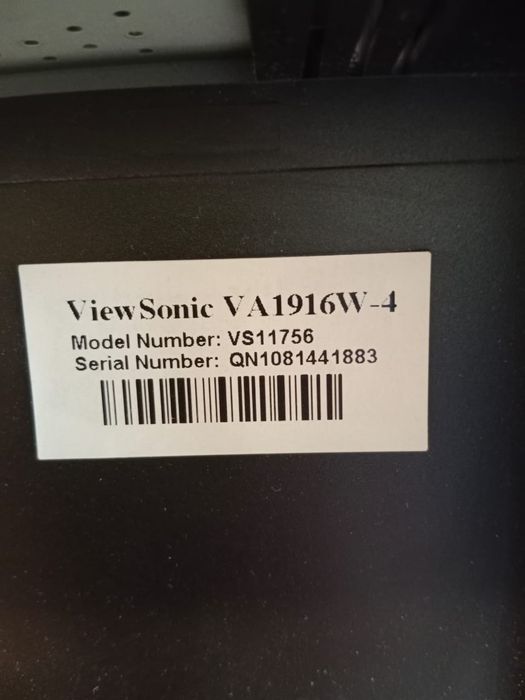 ViewSonic VA1916W-4
Model Number: VS11756
Serial Number: QN1081441883